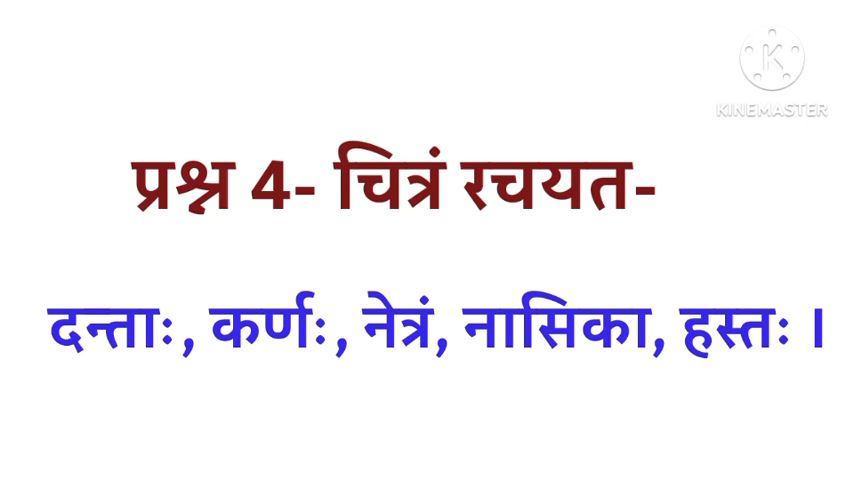 KINEMASTER
प्रश्न 4- चित्रं रचयत-
दन्ताः, कर्णः, नेत्रं, नासिका, हस्तः ।